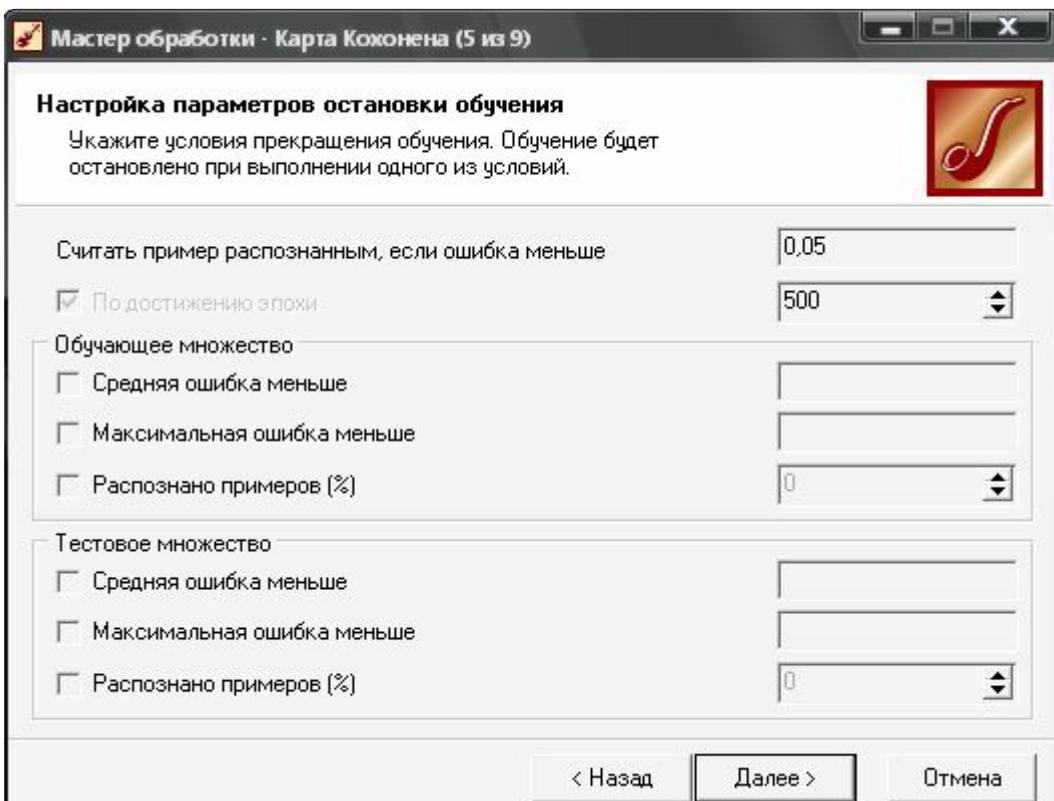 Мастер обработки - Карта Кохонена (5 из 9)
Настройка параметров остановки обучения
Укажите условия прекращения обучения. Обучение будет
остановлено при выполнении одного из условий.
Считать пример распознанным, если ошибка меньше 0,05
По достижению эпохи 500
Обучающее множество
Средняя ошибка меньше
Максимальная ошибка меньше
Распознано примеров (%) 0
Тестовое множество
Средняя ошибка меньше
Максимальная ошибка меньше
Распознано примеров (%) 0
< Назад Далее > Отмена